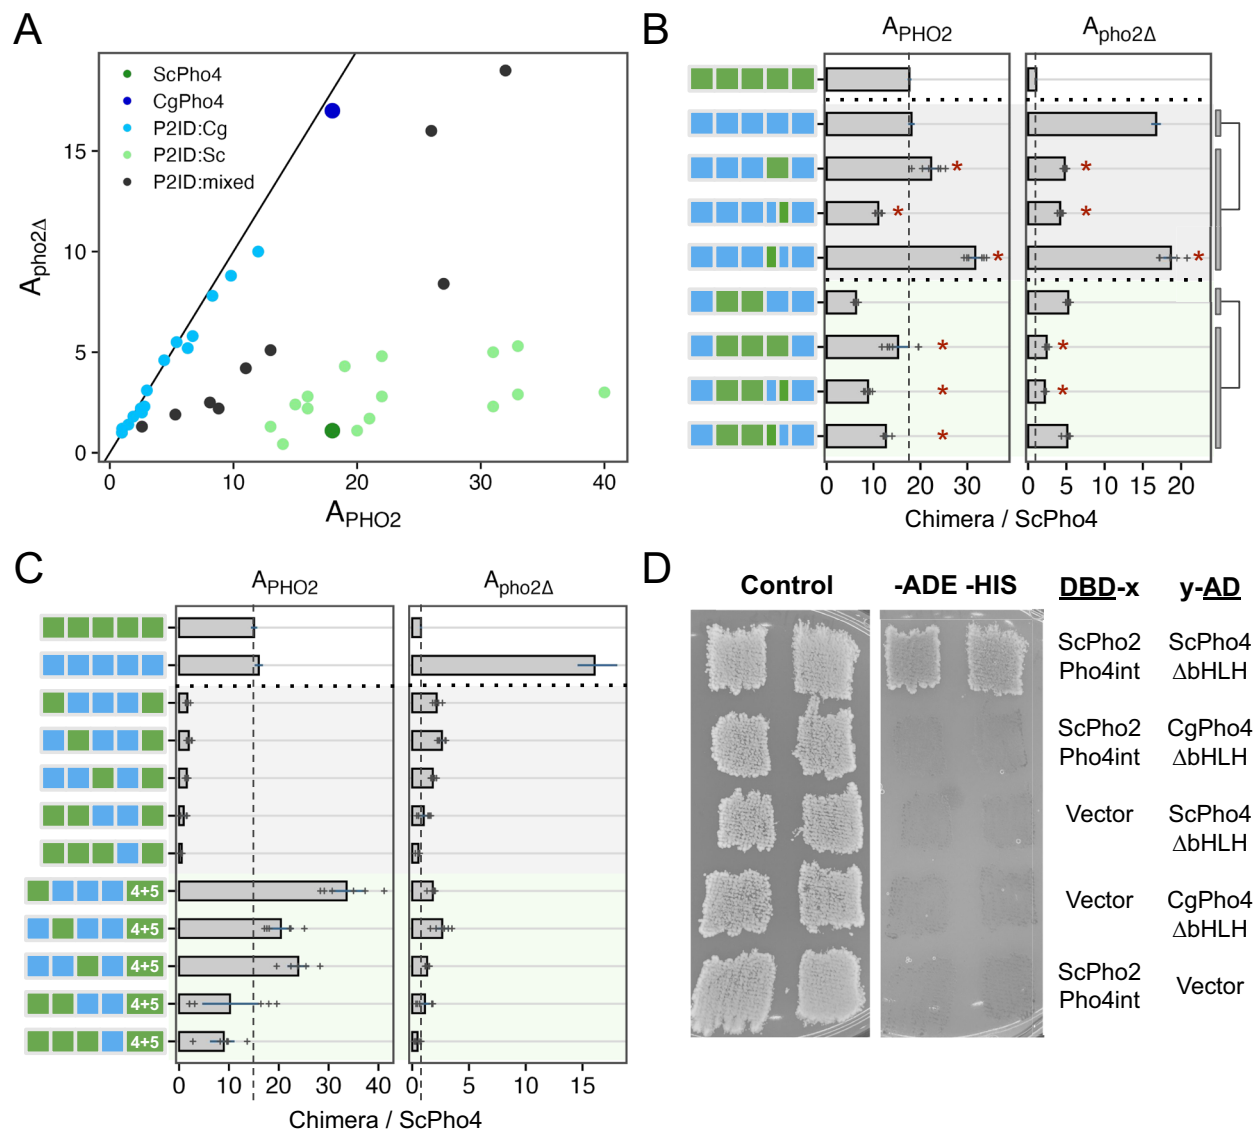 A
ScPho4
CgPho4
P2ID:Cg
P2ID:Sc
P2ID:mixed
Apho2Δ
15
10
5
0
0 10 20 30 40
APHO2
B
APHO2 Apho2Δ
*
*
*
*
*
*
*
*
*
*
*
0 10 20 30 0 5 10 15 20
Chimera / ScPho4
C
APHO2 Apho2Δ
4+5
4+5
4+5
4+5
4+5
0 10 20 30 40 0 5 10 15
Chimera / ScPho4
D
Control -ADE -HIS DBD-x y-AD
ScPho2 ScPho4
Pho4int ΔbHLH
ScPho2 CgPho4
Pho4int ΔbHLH
Vector ScPho4
ΔbHLH
Vector CgPho4
ΔbHLH
ScPho2
Pho4int Vector